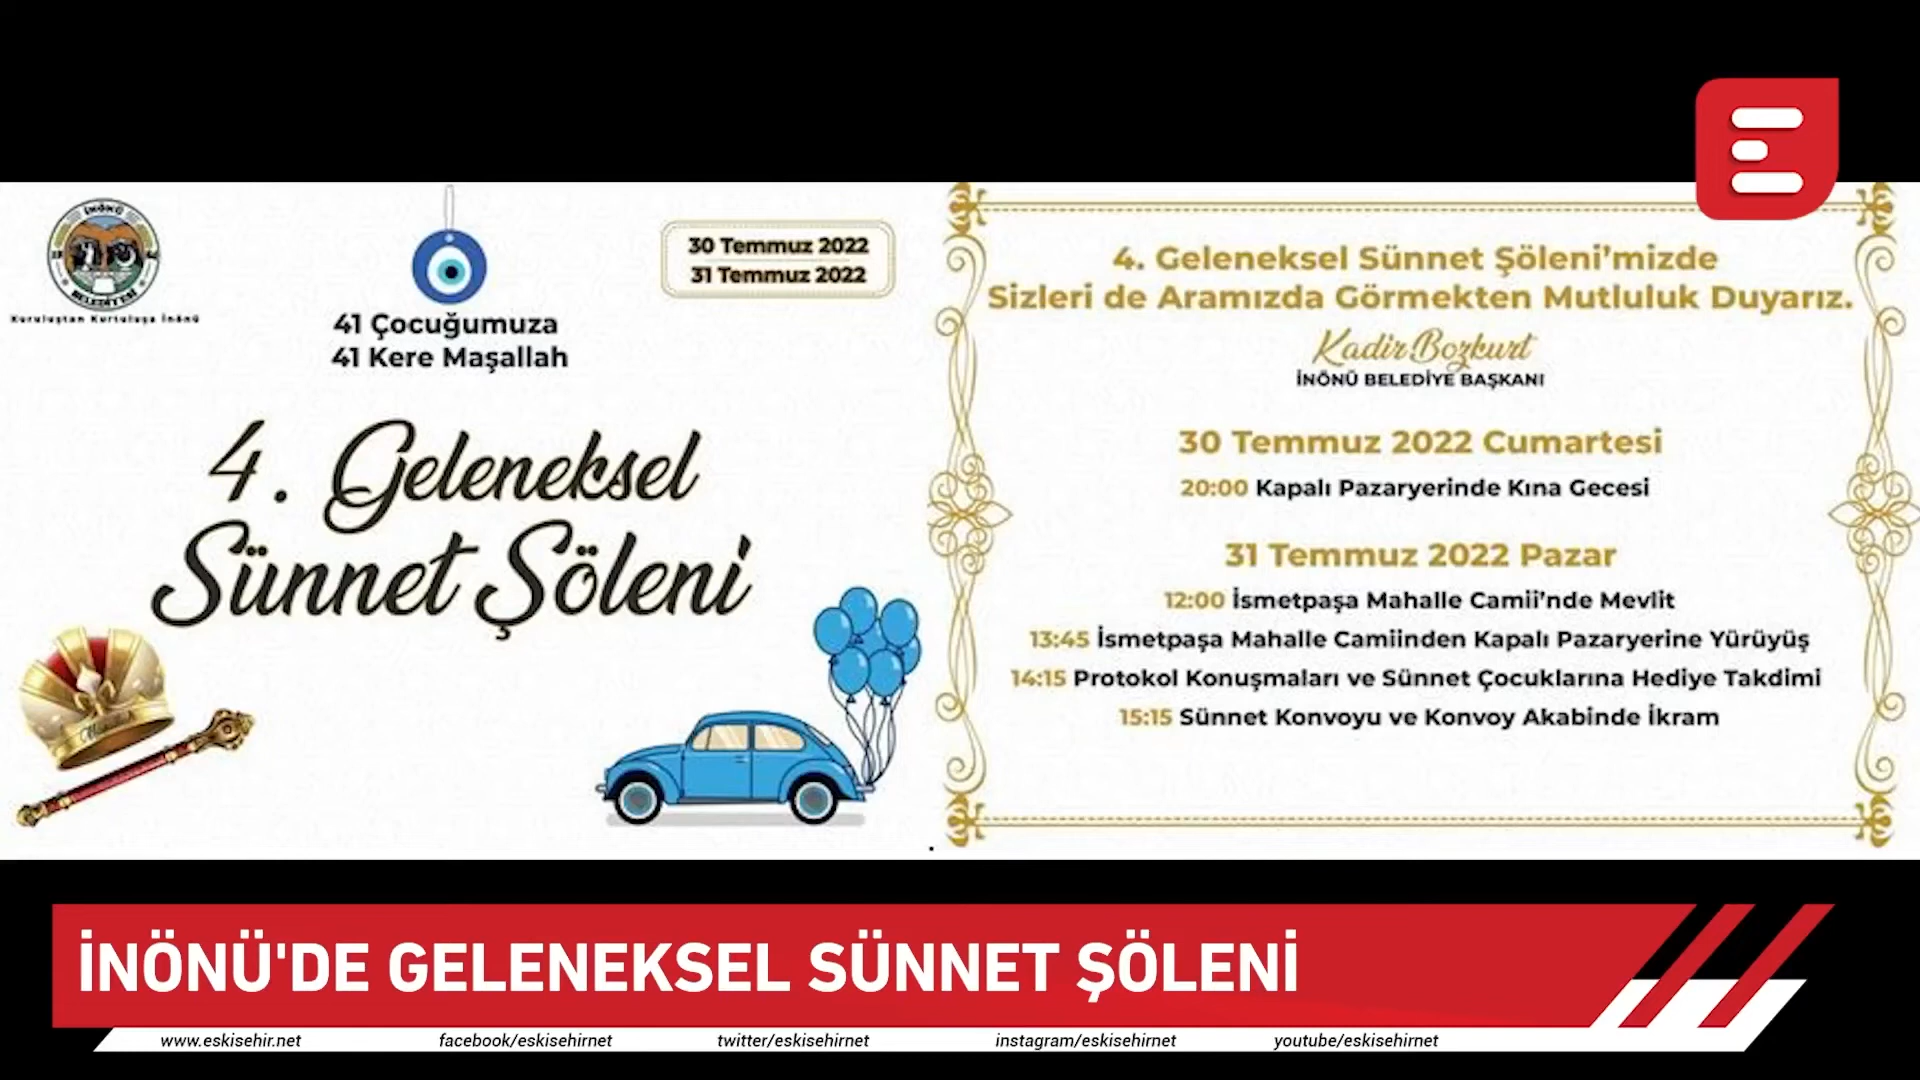 İNÖNÜ
BELEDİYESİ
Kuruluştan Kurtuluşa İnönü
41 Çocuğumuza
41 Kere Maşallah
30 Temmuz 2022
31 Temmuz 2022
4. Geleneksel
Sünnet Şöleni
4. Geleneksel Sünnet Şöleni’mizde
Sizleri de Aramızda Görmekten Mutluluk Duyarız.
Kadir Bozkurt
İNÖNÜ BELEDİYE BAŞKANI
30 Temmuz 2022 Cumartesi
20:00 Kapalı Pazaryerinde Kına Gecesi
31 Temmuz 2022 Pazar
12:00 İsmetpaşa Mahalle Camii’nde Mevlit
13:45 İsmetpaşa Mahalle Camiinden Kapalı Pazaryerine Yürüyüş
14:15 Protokol Konuşmaları ve Sünnet Çocuklarına Hediye Takdimi
15:15 Sünnet Konvoyu ve Konvoy Akabinde İkram
İNÖNÜ'DE GELENEKSEL SÜNNET ŞÖLENİ
www.eskisehir.net facebook/eskisehirnet twitter/eskisehirnet instagram/eskisehirnet youtube/eskisehirnet